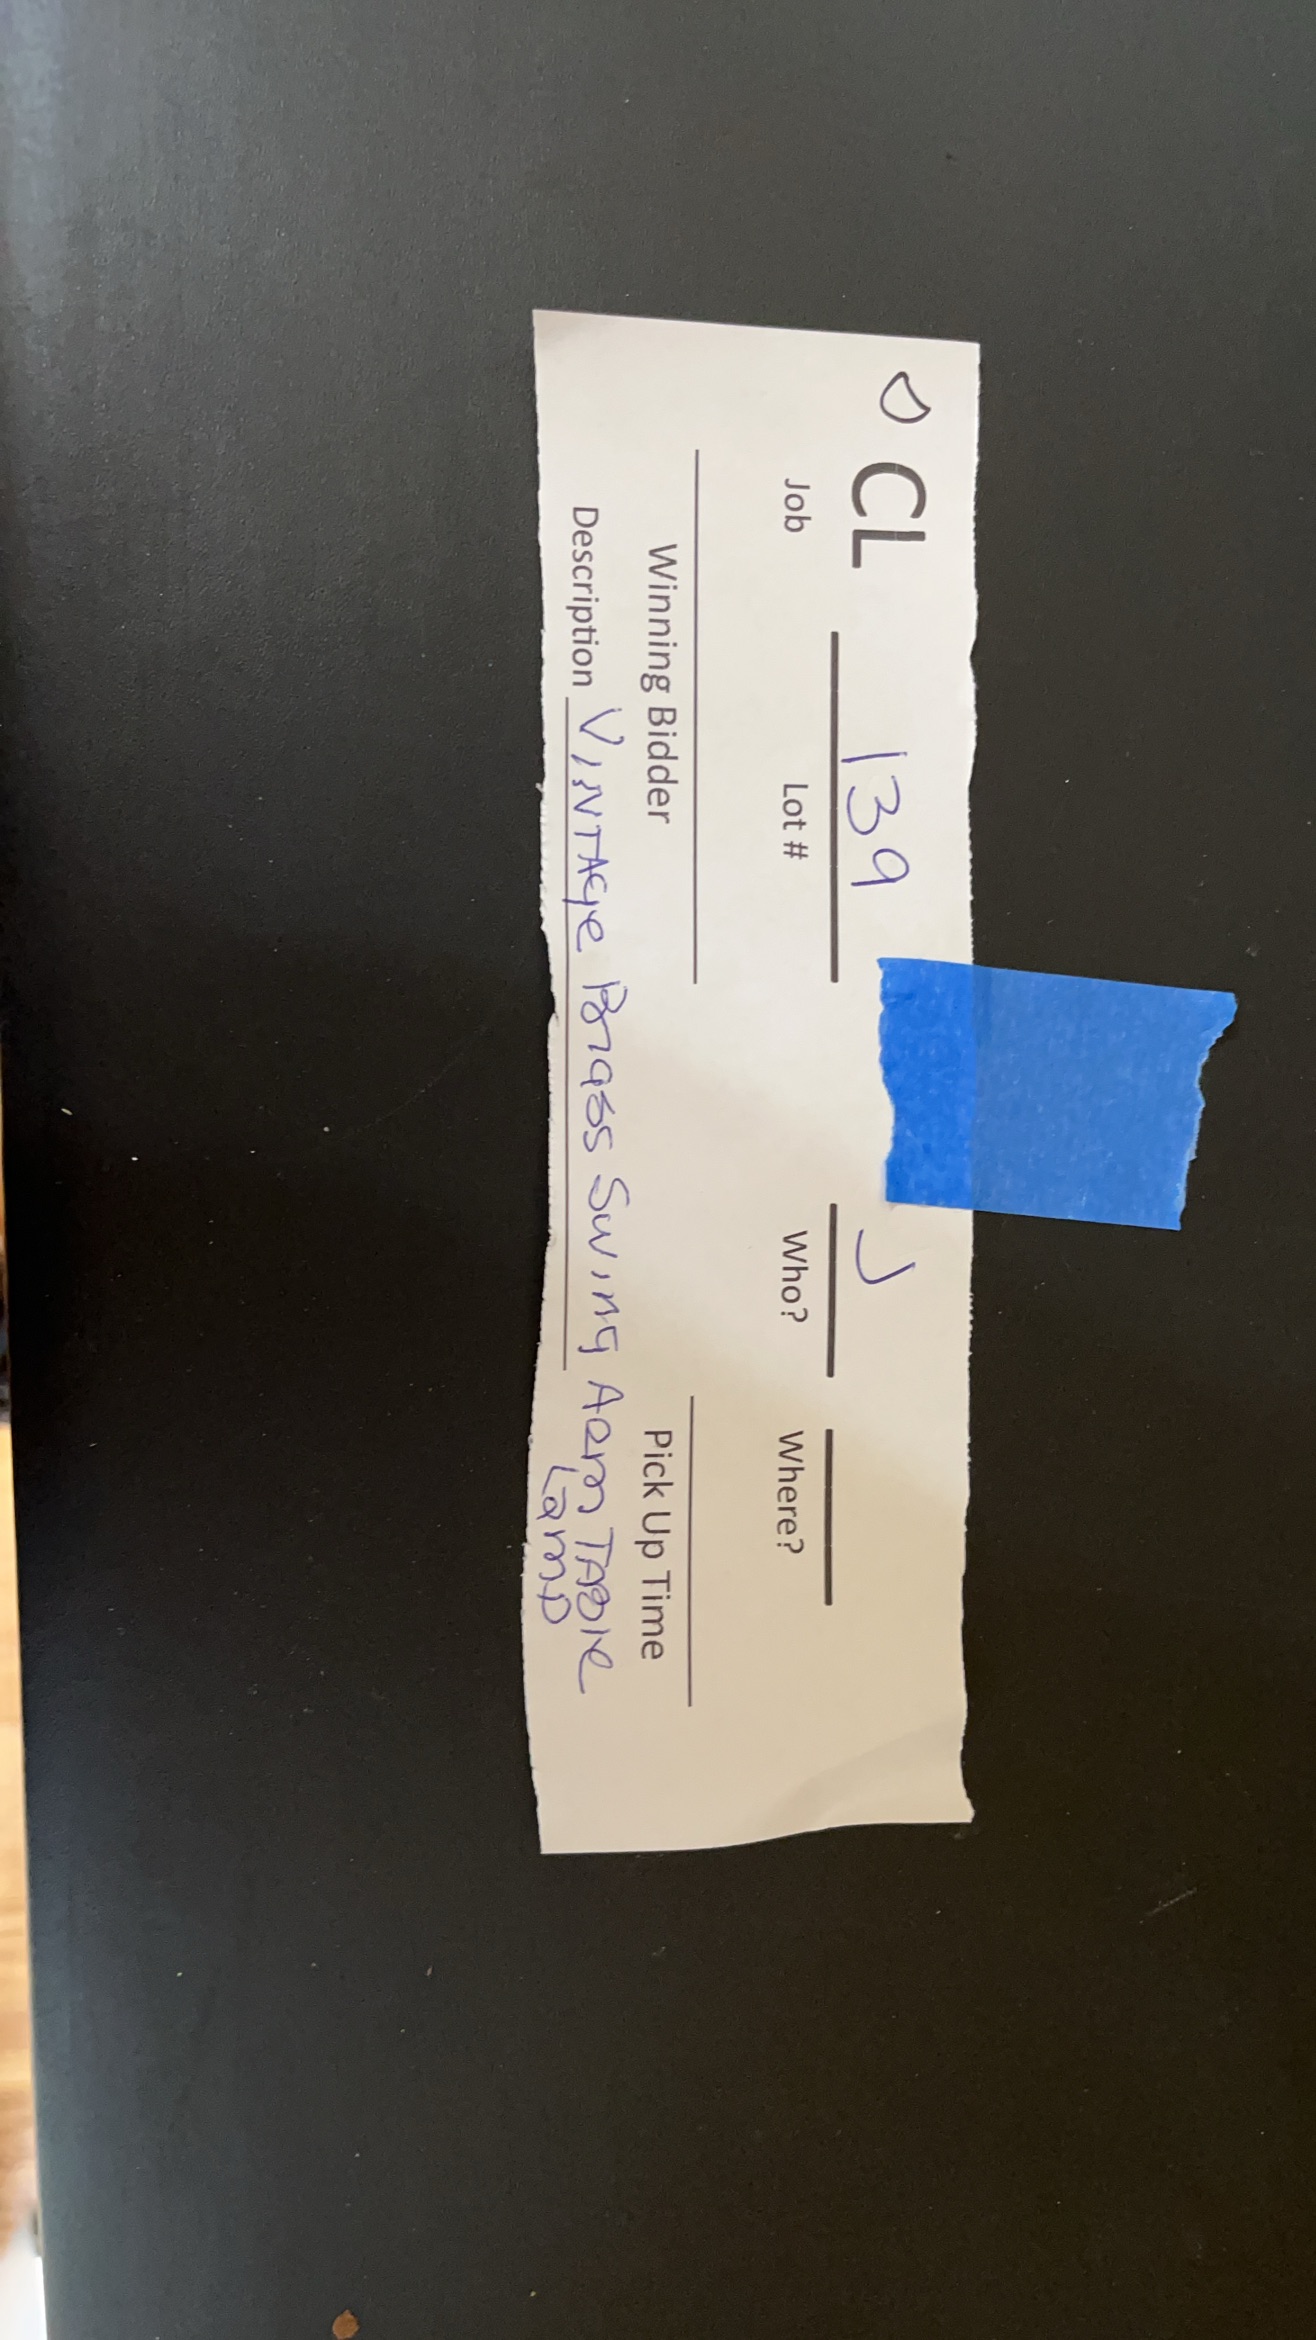 CL 139 J
Job Lot # Who? Where?
Winning Bidder Pick Up Time
Description Vintage Brass Swing Arm Table
Lamp